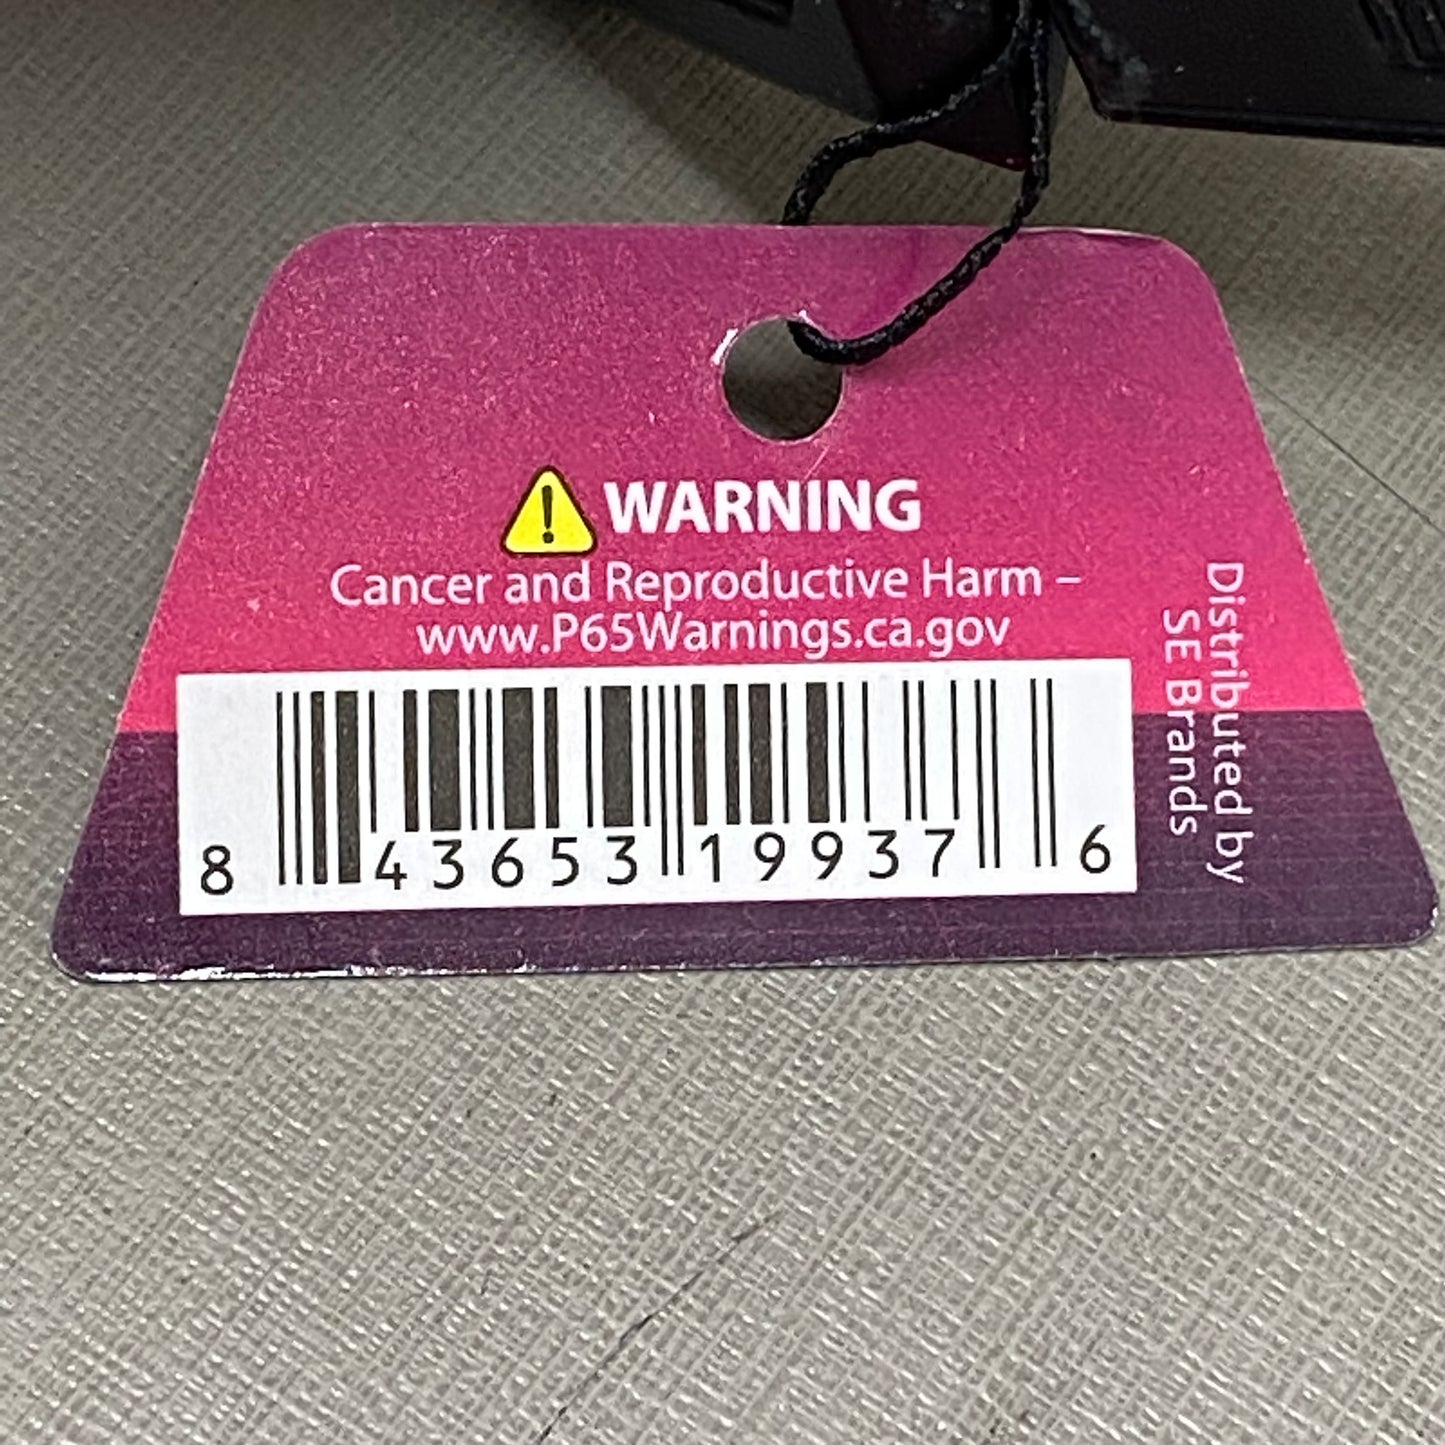 WARNING
Cancer and Reproductive Harm –
www.P65Warnings.ca.gov
8 43653 19937 6
Distributed by
SE Brands